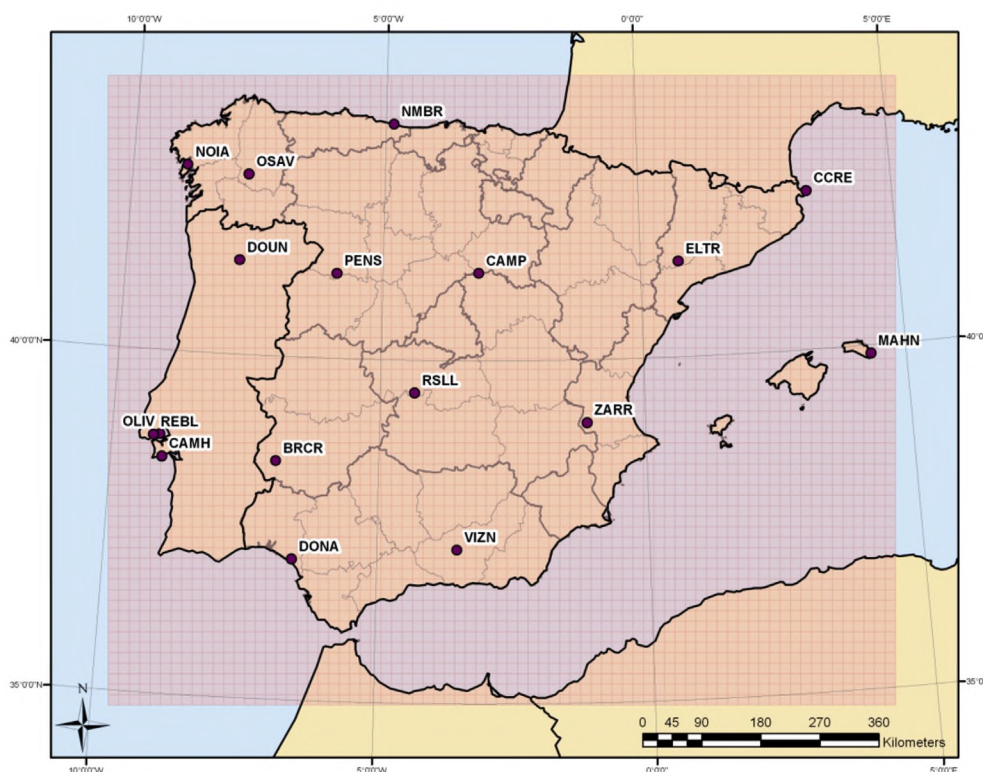 10°0'0"W 5°0'0"W 0°0'0" 5°0'0"E
NMBR
NOIA
OSAV
CCRE
DOUN
ELTR
PENS
CAMP
40°0'0"N
40°0'0"N
MAHN
RSLL
ZARR
OLIV REBL
CAMH
BRCR
VIZN
DONA
35°0'0"N
35°0'0"N
N
0 45 90 180 270 360
Kilometers
10°0'0"W 5°0'0"W 0°0'0" 5°0'0"E